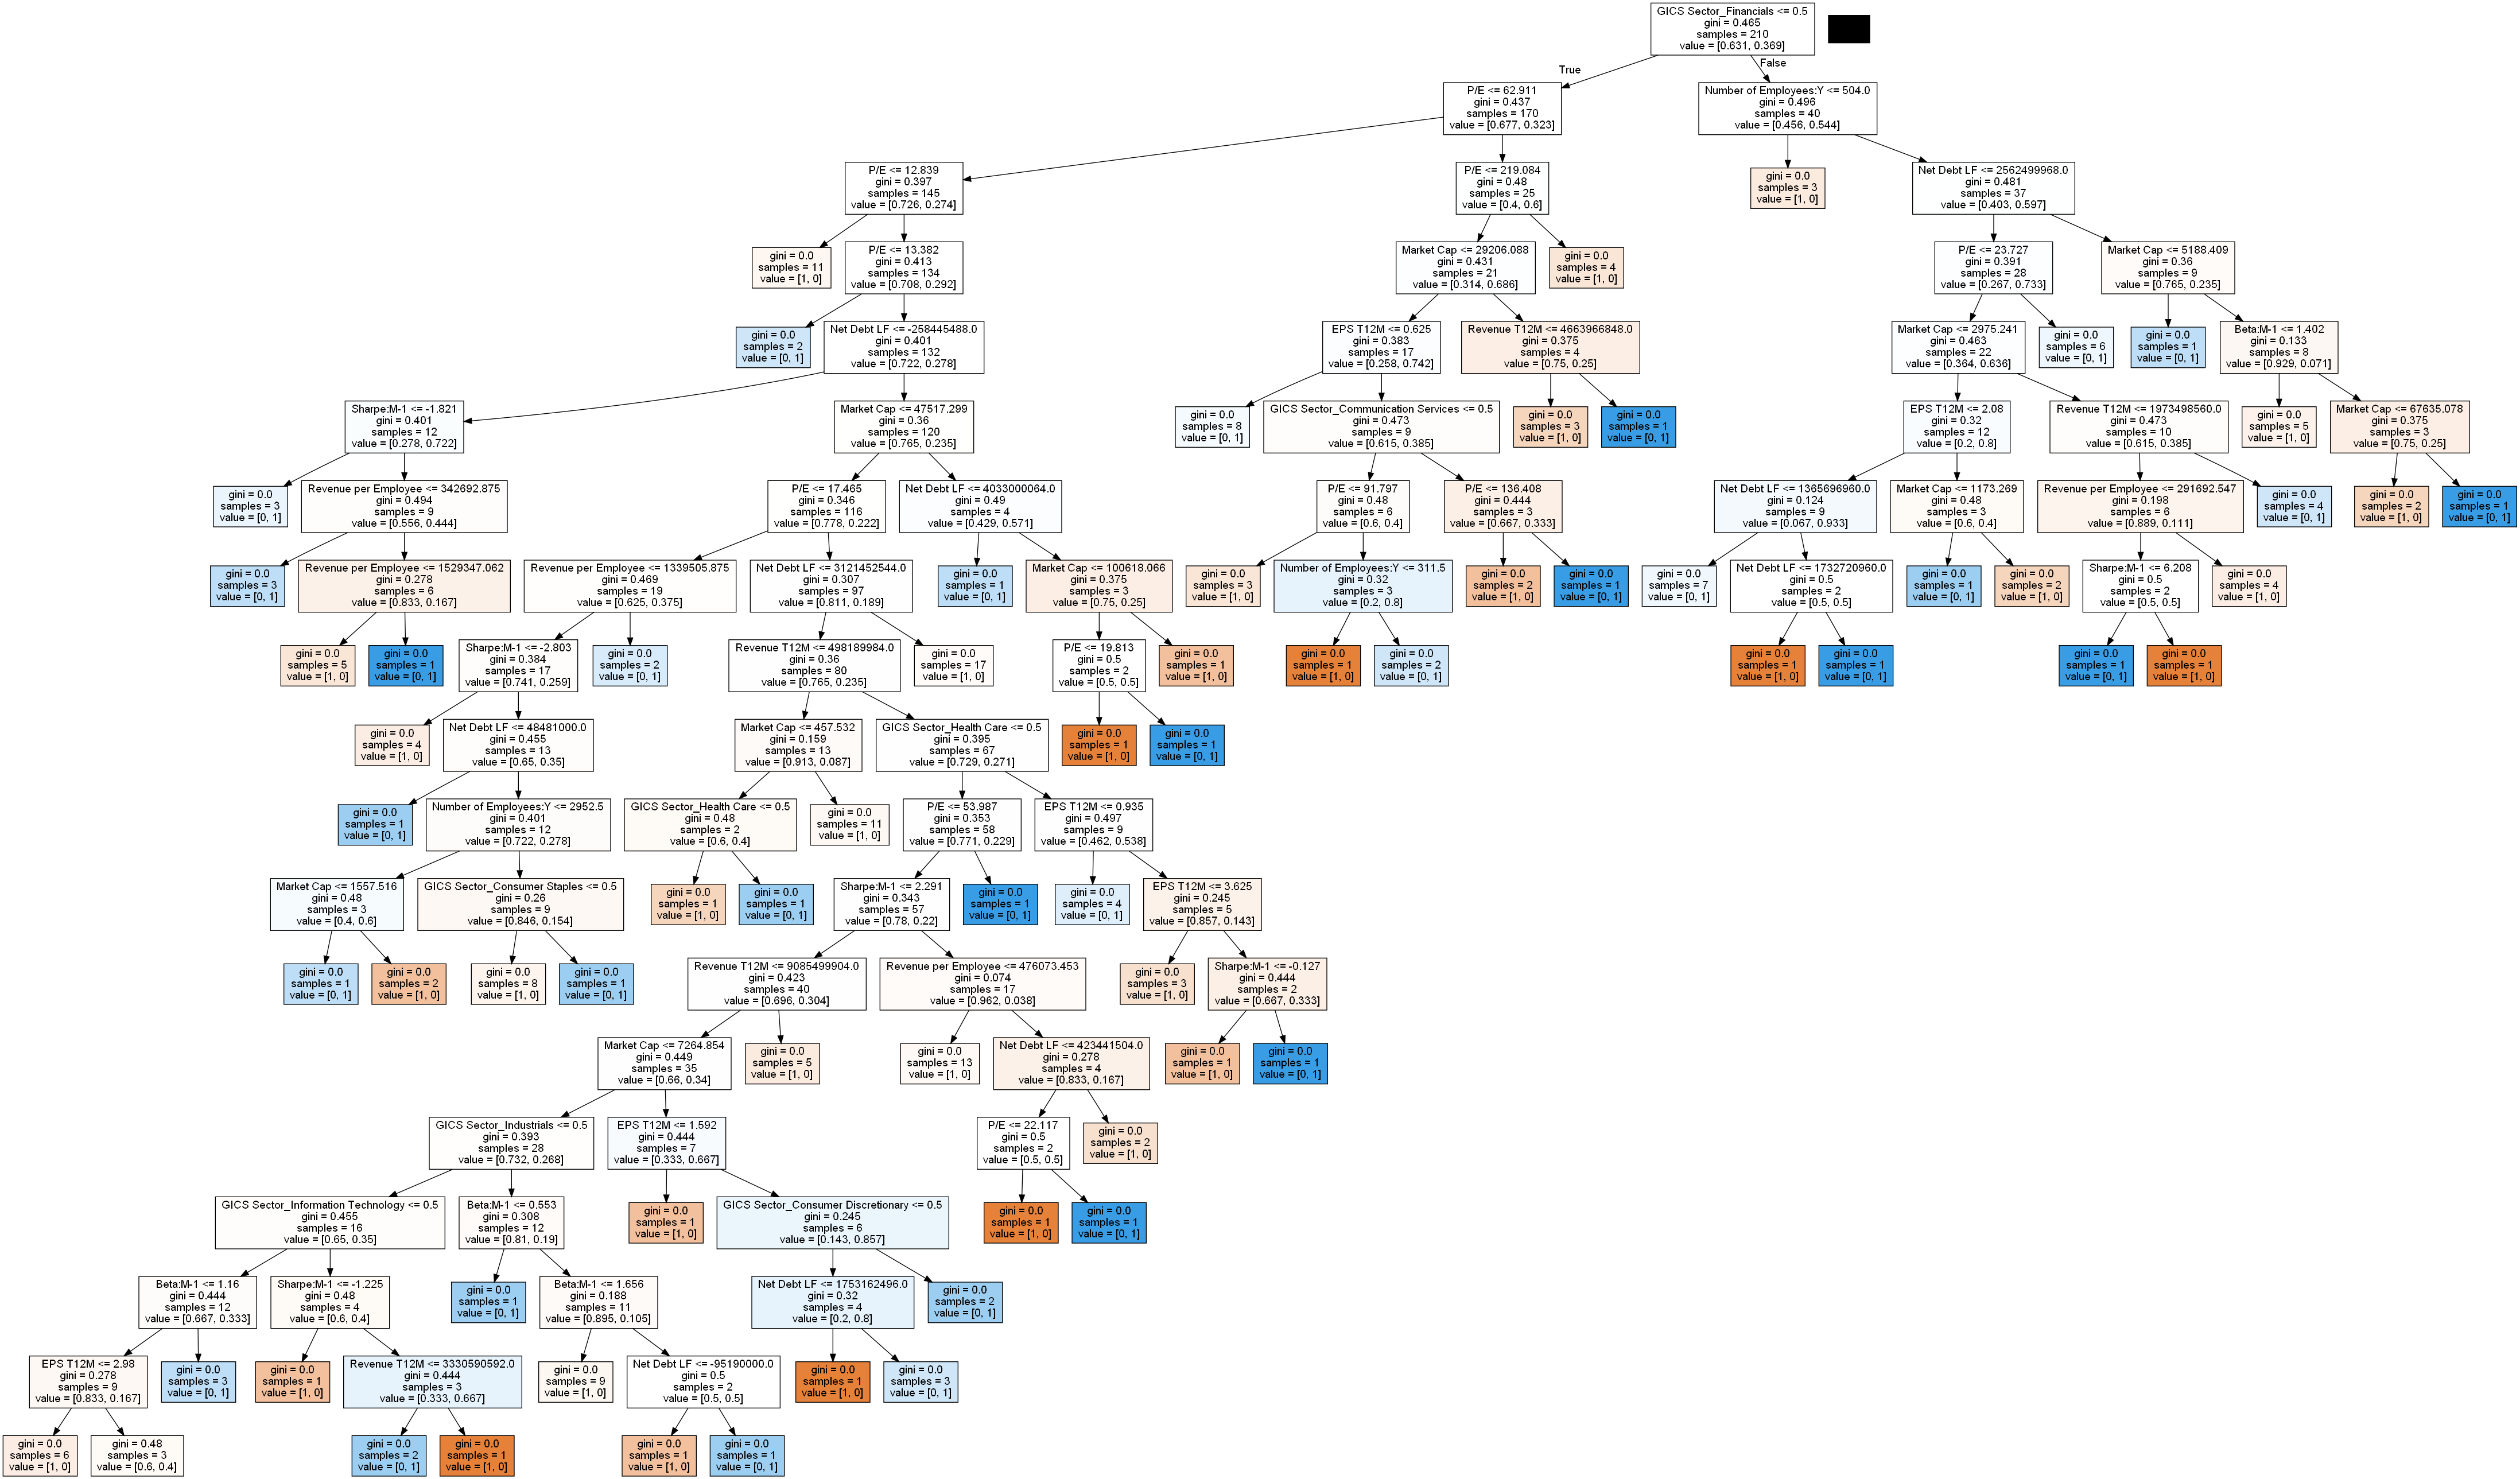 GICS Sector_Financials <= 0.5
gini = 0.465
samples = 210
value = [0.631, 0.369]
True
False
P/E <= 62.911
gini = 0.437
samples = 170
value = [0.677, 0.323]
Number of Employees:Y <= 504.0
gini = 0.496
samples = 40
value = [0.456, 0.544]
P/E <= 12.839
gini = 0.397
samples = 145
value = [0.726, 0.274]
P/E <= 219.084
gini = 0.48
samples = 25
value = [0.4, 0.6]
gini = 0.0
samples = 3
value = [1, 0]
Net Debt LF <= 2562499968.0
gini = 0.481
samples = 37
value = [0.403, 0.597]
gini = 0.0
samples = 11
value = [1, 0]
P/E <= 13.382
gini = 0.413
samples = 134
value = [0.708, 0.292]
Market Cap <= 29206.088
gini = 0.431
samples = 21
value = [0.314, 0.686]
gini = 0.0
samples = 4
value = [1, 0]
P/E <= 23.727
gini = 0.391
samples = 28
value = [0.267, 0.733]
Market Cap <= 5188.409
gini = 0.36
samples = 9
value = [0.765, 0.235]
gini = 0.0
samples = 2
value = [0, 1]
Net Debt LF <= -258445488.0
gini = 0.401
samples = 132
value = [0.722, 0.278]
EPS T12M <= 0.625
gini = 0.383
samples = 17
value = [0.258, 0.742]
Revenue T12M <= 4663966848.0
gini = 0.375
samples = 4
value = [0.75, 0.25]
Market Cap <= 2975.241
gini = 0.463
samples = 22
value = [0.364, 0.636]
gini = 0.0
samples = 6
value = [0, 1]
gini = 0.0
samples = 1
value = [0, 1]
Beta:M-1 <= 1.402
gini = 0.133
samples = 8
value = [0.929, 0.071]
Sharpe:M-1 <= -1.821
gini = 0.401
samples = 12
value = [0.278, 0.722]
Market Cap <= 47517.299
gini = 0.36
samples = 120
value = [0.765, 0.235]
gini = 0.0
samples = 8
value = [0, 1]
GICS Sector_Communication Services <= 0.5
gini = 0.473
samples = 9
value = [0.615, 0.385]
gini = 0.0
samples = 3
value = [1, 0]
gini = 0.0
samples = 1
value = [0, 1]
EPS T12M <= 2.08
gini = 0.32
samples = 12
value = [0.2, 0.8]
Revenue T12M <= 1973498560.0
gini = 0.473
samples = 10
value = [0.615, 0.385]
gini = 0.0
samples = 5
value = [1, 0]
Market Cap <= 67635.078
gini = 0.375
samples = 3
value = [0.75, 0.25]
gini = 0.0
samples = 3
value = [0, 1]
Revenue per Employee <= 342692.875
gini = 0.494
samples = 9
value = [0.556, 0.444]
P/E <= 17.465
gini = 0.346
samples = 116
value = [0.778, 0.222]
Net Debt LF <= 4033000064.0
gini = 0.49
samples = 4
value = [0.429, 0.571]
P/E <= 91.797
gini = 0.48
samples = 6
value = [0.6, 0.4]
P/E <= 136.408
gini = 0.444
samples = 3
value = [0.667, 0.333]
Net Debt LF <= 1365696960.0
gini = 0.124
samples = 9
value = [0.067, 0.933]
Market Cap <= 1173.269
gini = 0.48
samples = 3
value = [0.6, 0.4]
Revenue per Employee <= 291692.547
gini = 0.198
samples = 6
value = [0.889, 0.111]
gini = 0.0
samples = 4
value = [0, 1]
gini = 0.0
samples = 2
value = [1, 0]
gini = 0.0
samples = 1
value = [0, 1]
gini = 0.0
samples = 3
value = [0, 1]
Revenue per Employee <= 1529347.062
gini = 0.278
samples = 6
value = [0.833, 0.167]
Revenue per Employee <= 1339505.875
gini = 0.469
samples = 19
value = [0.625, 0.375]
Net Debt LF <= 3121452544.0
gini = 0.307
samples = 97
value = [0.811, 0.189]
gini = 0.0
samples = 1
value = [0, 1]
Market Cap <= 100618.066
gini = 0.375
samples = 3
value = [0.75, 0.25]
gini = 0.0
samples = 3
value = [1, 0]
Number of Employees:Y <= 311.5
gini = 0.32
samples = 3
value = [0.2, 0.8]
gini = 0.0
samples = 2
value = [1, 0]
gini = 0.0
samples = 1
value = [0, 1]
gini = 0.0
samples = 7
value = [0, 1]
Net Debt LF <= 1732720960.0
gini = 0.5
samples = 2
value = [0.5, 0.5]
gini = 0.0
samples = 1
value = [0, 1]
gini = 0.0
samples = 2
value = [1, 0]
Sharpe:M-1 <= 6.208
gini = 0.5
samples = 2
value = [0.5, 0.5]
gini = 0.0
samples = 4
value = [1, 0]
gini = 0.0
samples = 5
value = [1, 0]
gini = 0.0
samples = 1
value = [0, 1]
Sharpe:M-1 <= -2.803
gini = 0.384
samples = 17
value = [0.741, 0.259]
gini = 0.0
samples = 2
value = [0, 1]
Revenue T12M <= 498189984.0
gini = 0.36
samples = 80
value = [0.765, 0.235]
gini = 0.0
samples = 17
value = [1, 0]
P/E <= 19.813
gini = 0.5
samples = 2
value = [0.5, 0.5]
gini = 0.0
samples = 1
value = [1, 0]
gini = 0.0
samples = 1
value = [1, 0]
gini = 0.0
samples = 2
value = [0, 1]
gini = 0.0
samples = 1
value = [1, 0]
gini = 0.0
samples = 1
value = [0, 1]
gini = 0.0
samples = 1
value = [0, 1]
gini = 0.0
samples = 1
value = [1, 0]
gini = 0.0
samples = 4
value = [1, 0]
Net Debt LF <= 48481000.0
gini = 0.455
samples = 13
value = [0.65, 0.35]
Market Cap <= 457.532
gini = 0.159
samples = 13
value = [0.913, 0.087]
GICS Sector_Health Care <= 0.5
gini = 0.395
samples = 67
value = [0.729, 0.271]
gini = 0.0
samples = 1
value = [1, 0]
gini = 0.0
samples = 1
value = [0, 1]
gini = 0.0
samples = 1
value = [0, 1]
Number of Employees:Y <= 2952.5
gini = 0.401
samples = 12
value = [0.722, 0.278]
GICS Sector_Health Care <= 0.5
gini = 0.48
samples = 2
value = [0.6, 0.4]
gini = 0.0
samples = 11
value = [1, 0]
P/E <= 53.987
gini = 0.353
samples = 58
value = [0.771, 0.229]
EPS T12M <= 0.935
gini = 0.497
samples = 9
value = [0.462, 0.538]
Market Cap <= 1557.516
gini = 0.48
samples = 3
value = [0.4, 0.6]
GICS Sector_Consumer Staples <= 0.5
gini = 0.26
samples = 9
value = [0.846, 0.154]
gini = 0.0
samples = 1
value = [1, 0]
gini = 0.0
samples = 1
value = [0, 1]
Sharpe:M-1 <= 2.291
gini = 0.343
samples = 57
value = [0.78, 0.22]
gini = 0.0
samples = 1
value = [0, 1]
gini = 0.0
samples = 4
value = [0, 1]
EPS T12M <= 3.625
gini = 0.245
samples = 5
value = [0.857, 0.143]
gini = 0.0
samples = 1
value = [0, 1]
gini = 0.0
samples = 2
value = [1, 0]
gini = 0.0
samples = 8
value = [1, 0]
gini = 0.0
samples = 1
value = [0, 1]
Revenue T12M <= 9085499904.0
gini = 0.423
samples = 40
value = [0.696, 0.304]
Revenue per Employee <= 476073.453
gini = 0.074
samples = 17
value = [0.962, 0.038]
gini = 0.0
samples = 3
value = [1, 0]
Sharpe:M-1 <= -0.127
gini = 0.444
samples = 2
value = [0.667, 0.333]
Market Cap <= 7264.854
gini = 0.449
samples = 35
value = [0.66, 0.34]
gini = 0.0
samples = 5
value = [1, 0]
gini = 0.0
samples = 13
value = [1, 0]
Net Debt LF <= 423441504.0
gini = 0.278
samples = 4
value = [0.833, 0.167]
gini = 0.0
samples = 1
value = [1, 0]
gini = 0.0
samples = 1
value = [0, 1]
GICS Sector_Industrials <= 0.5
gini = 0.393
samples = 28
value = [0.732, 0.268]
EPS T12M <= 1.592
gini = 0.444
samples = 7
value = [0.333, 0.667]
P/E <= 22.117
gini = 0.5
samples = 2
value = [0.5, 0.5]
gini = 0.0
samples = 2
value = [1, 0]
GICS Sector_Information Technology <= 0.5
gini = 0.455
samples = 16
value = [0.65, 0.35]
Beta:M-1 <= 0.553
gini = 0.308
samples = 12
value = [0.81, 0.19]
gini = 0.0
samples = 1
value = [1, 0]
GICS Sector_Consumer Discretionary <= 0.5
gini = 0.245
samples = 6
value = [0.143, 0.857]
gini = 0.0
samples = 1
value = [1, 0]
gini = 0.0
samples = 1
value = [0, 1]
Beta:M-1 <= 1.16
gini = 0.444
samples = 12
value = [0.667, 0.333]
Sharpe:M-1 <= -1.225
gini = 0.48
samples = 4
value = [0.6, 0.4]
gini = 0.0
samples = 1
value = [0, 1]
Beta:M-1 <= 1.656
gini = 0.188
samples = 11
value = [0.895, 0.105]
Net Debt LF <= 1753162496.0
gini = 0.32
samples = 4
value = [0.2, 0.8]
gini = 0.0
samples = 2
value = [0, 1]
EPS T12M <= 2.98
gini = 0.278
samples = 9
value = [0.833, 0.167]
gini = 0.0
samples = 3
value = [0, 1]
gini = 0.0
samples = 1
value = [1, 0]
Revenue T12M <= 3330590592.0
gini = 0.444
samples = 3
value = [0.333, 0.667]
gini = 0.0
samples = 9
value = [1, 0]
Net Debt LF <= -95190000.0
gini = 0.5
samples = 2
value = [0.5, 0.5]
gini = 0.0
samples = 1
value = [1, 0]
gini = 0.0
samples = 3
value = [0, 1]
gini = 0.0
samples = 6
value = [1, 0]
gini = 0.48
samples = 3
value = [0.6, 0.4]
gini = 0.0
samples = 2
value = [0, 1]
gini = 0.0
samples = 1
value = [1, 0]
gini = 0.0
samples = 1
value = [1, 0]
gini = 0.0
samples = 1
value = [0, 1]